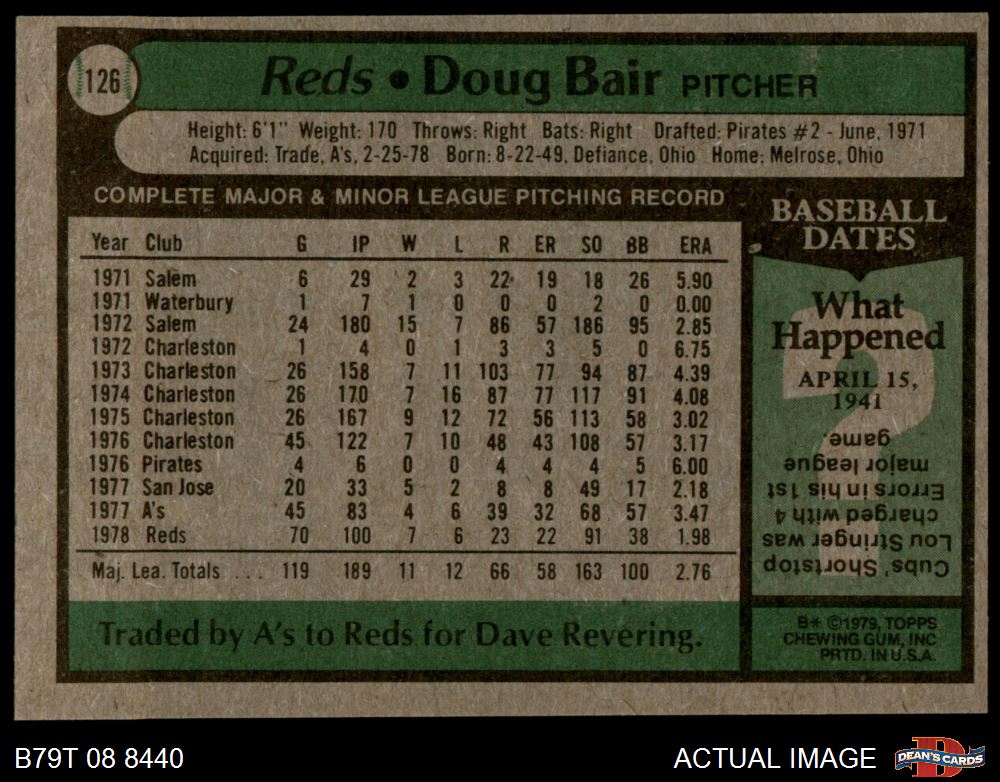 126
Reds • Doug Bair PITCHER
Height: 6'1" Weight: 170 Throws: Right Bats: Right Drafted: Pirates #2 - June, 1971
Acquired: Trade, A's, 2-25-78 Born: 8-22-49, Defiance, Ohio Home: Melrose, Ohio
COMPLETE MAJOR & MINOR LEAGUE PITCHING RECORD
Year Club G IP W L R ER SO BB ERA
1971 Salem 6 29 2 3 22 19 18 26 5.90
1971 Waterbury 1 7 1 0 0 0 2 0 0.00
1972 Salem 24 180 15 7 86 57 186 95 2.85
1972 Charleston 1 4 0 1 3 3 5 0 6.75
1973 Charleston 26 158 7 11 103 77 94 87 4.39
1974 Charleston 26 170 7 16 87 77 117 91 4.08
1975 Charleston 26 167 9 12 72 56 113 58 3.02
1976 Charleston 45 122 7 10 48 43 108 57 3.17
1976 Pirates 4 6 0 0 4 4 4 5 6.00
1977 San Jose 20 33 5 2 8 8 49 17 2.18
1977 A's 45 83 4 6 39 32 68 57 3.47
1978 Reds 70 100 7 6 23 22 91 38 1.98
Maj. Lea. Totals . . . 119 189 11 12 66 58 163 100 2.76
Traded by A's to Reds for Dave Revering.
BASEBALL
DATES
What
Happened
APRIL 15,
1941
?
Cubs' Shortstop
Lou Stringer was
charged with 4
Errors in his 1st
major league
game.
B* ©1979, TOPPS
CHEWING GUM, INC
PRTD. IN U.S.A.
B79T 08 8440
ACTUAL IMAGE
D
DEAN'S CARDS